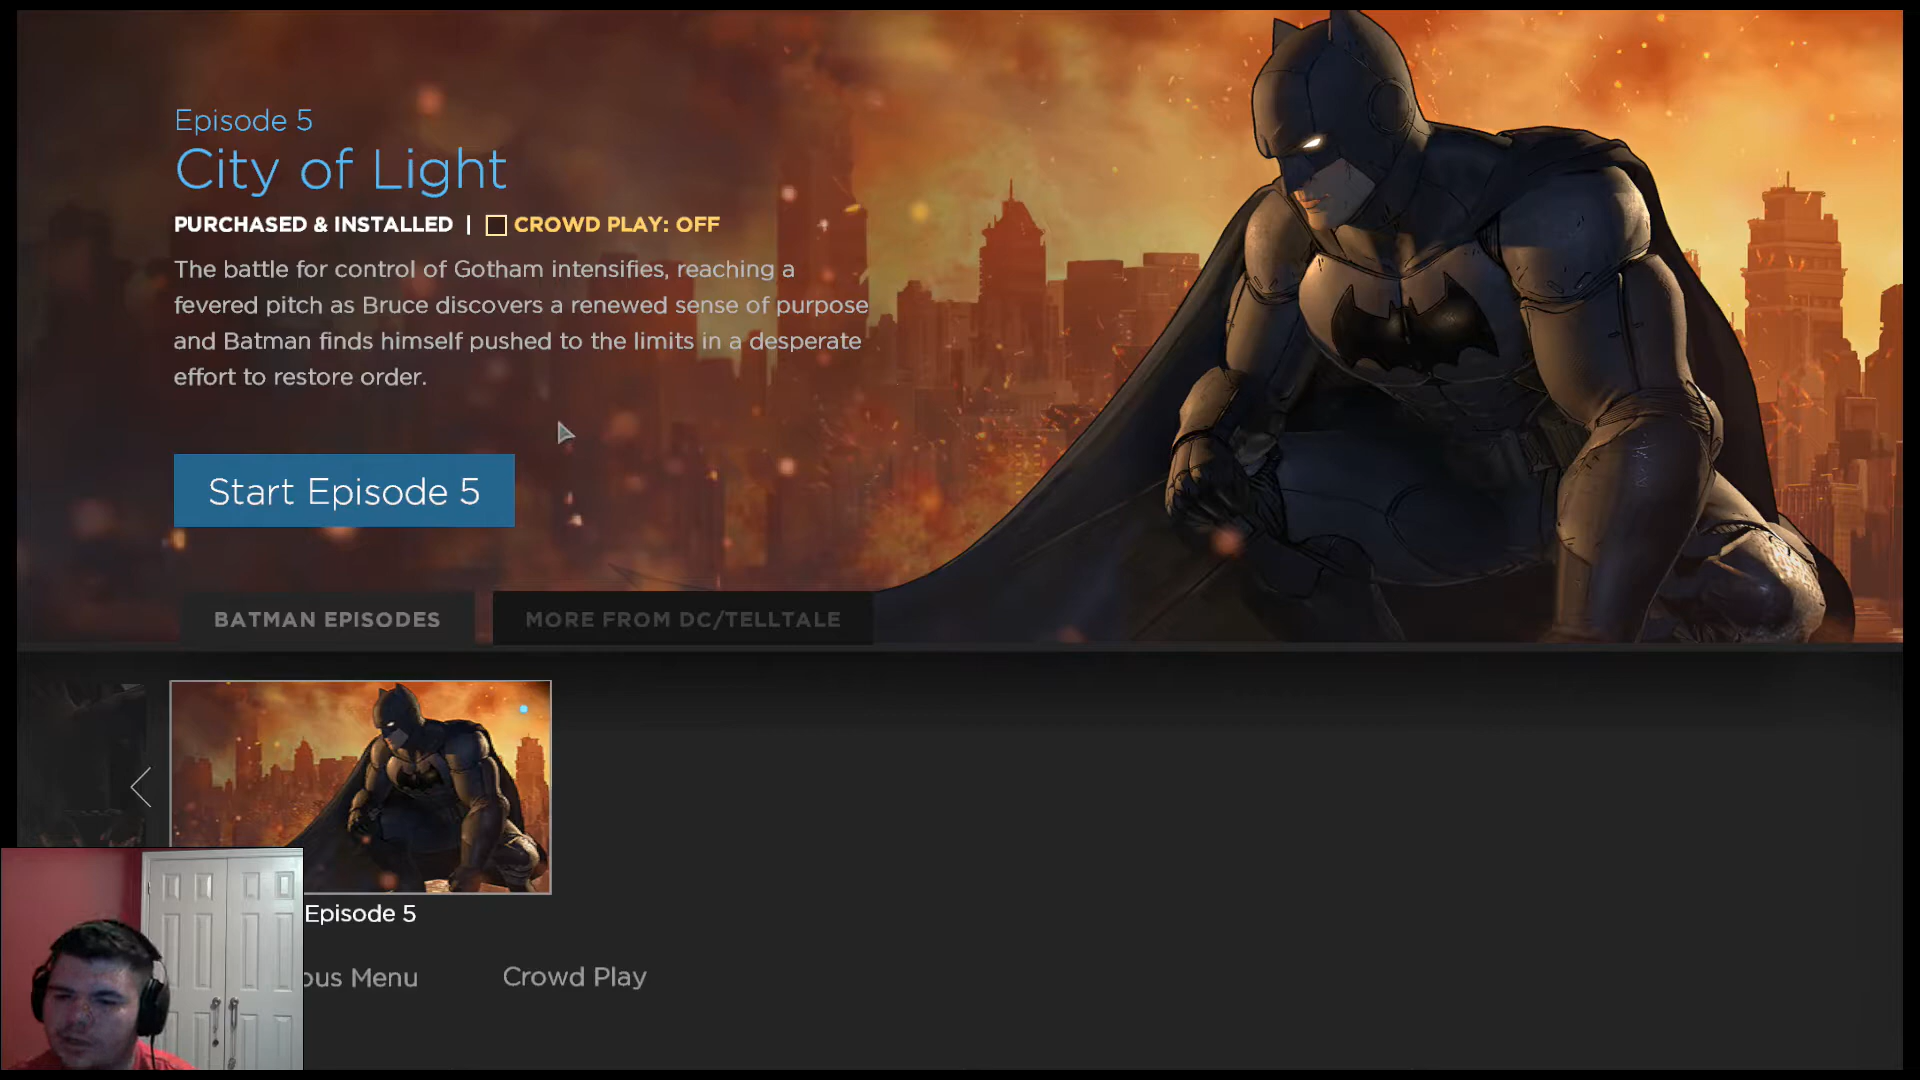 Episode 5
City of Light
PURCHASED & INSTALLED | CROWD PLAY: OFF
The battle for control of Gotham intensifies, reaching a
fevered pitch as Bruce discovers a renewed sense of purpose
and Batman finds himself pushed to the limits in a desperate
effort to restore order.
Start Episode 5
BATMAN EPISODES
MORE FROM DC/TELLTALE
Episode 5
ous Menu
Crowd Play